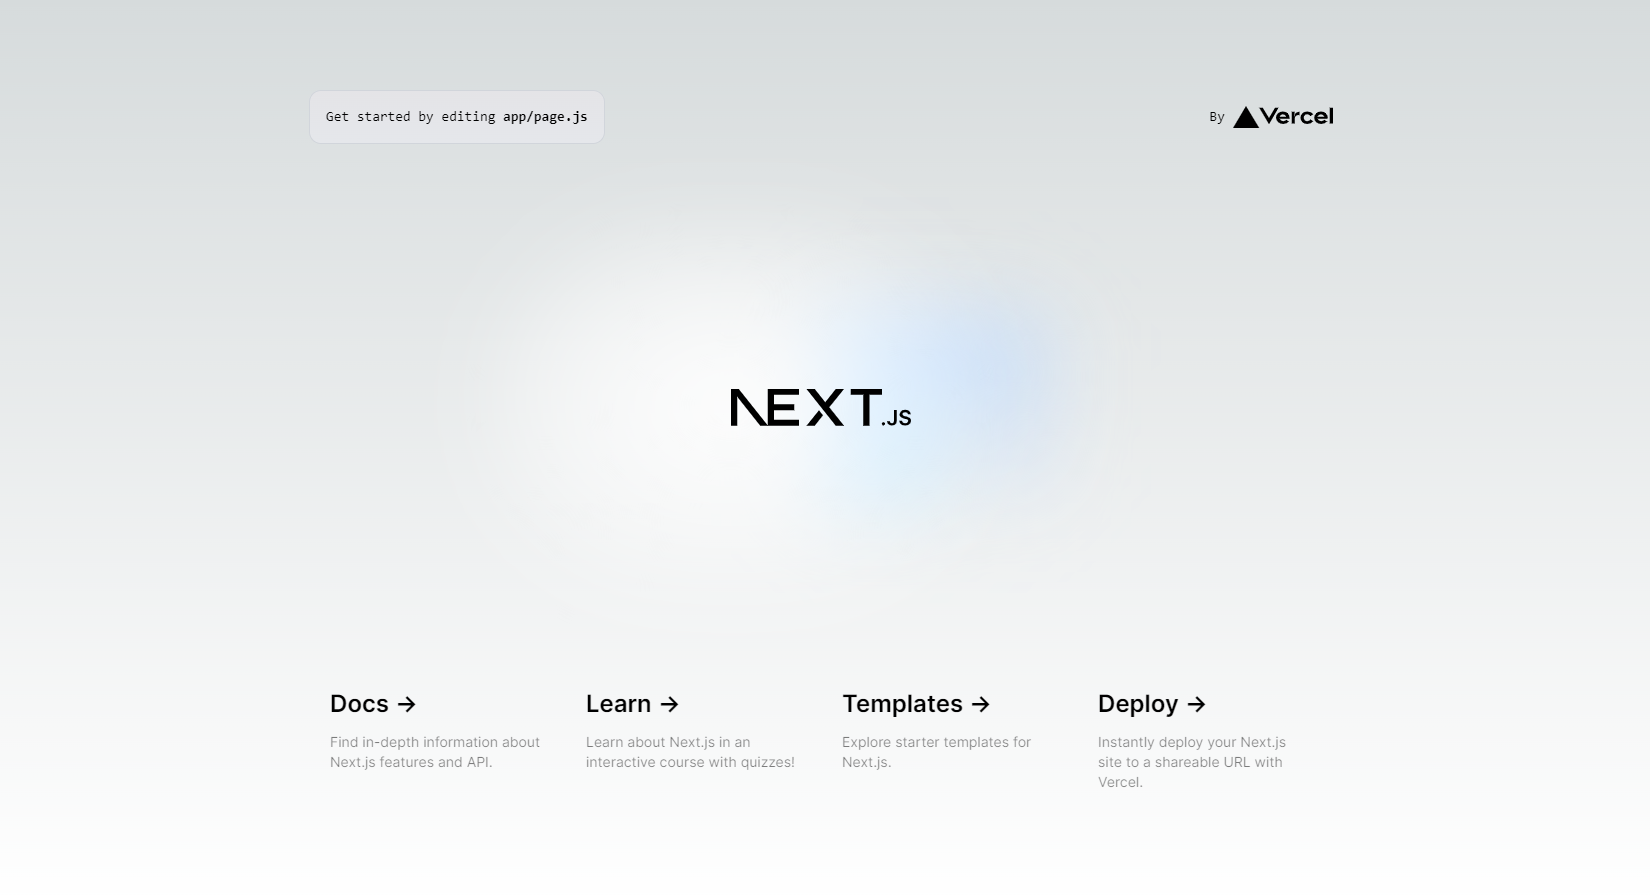 Get started by editing app/page.js
By Vercel
NEXT.JS
Docs ->
Find in-depth information about
Next.js features and API.
Learn ->
Learn about Next.js in an
interactive course with quizzes!
Templates ->
Explore starter templates for
Next.js.
Deploy ->
Instantly deploy your Next.js
site to a shareable URL with
Vercel.